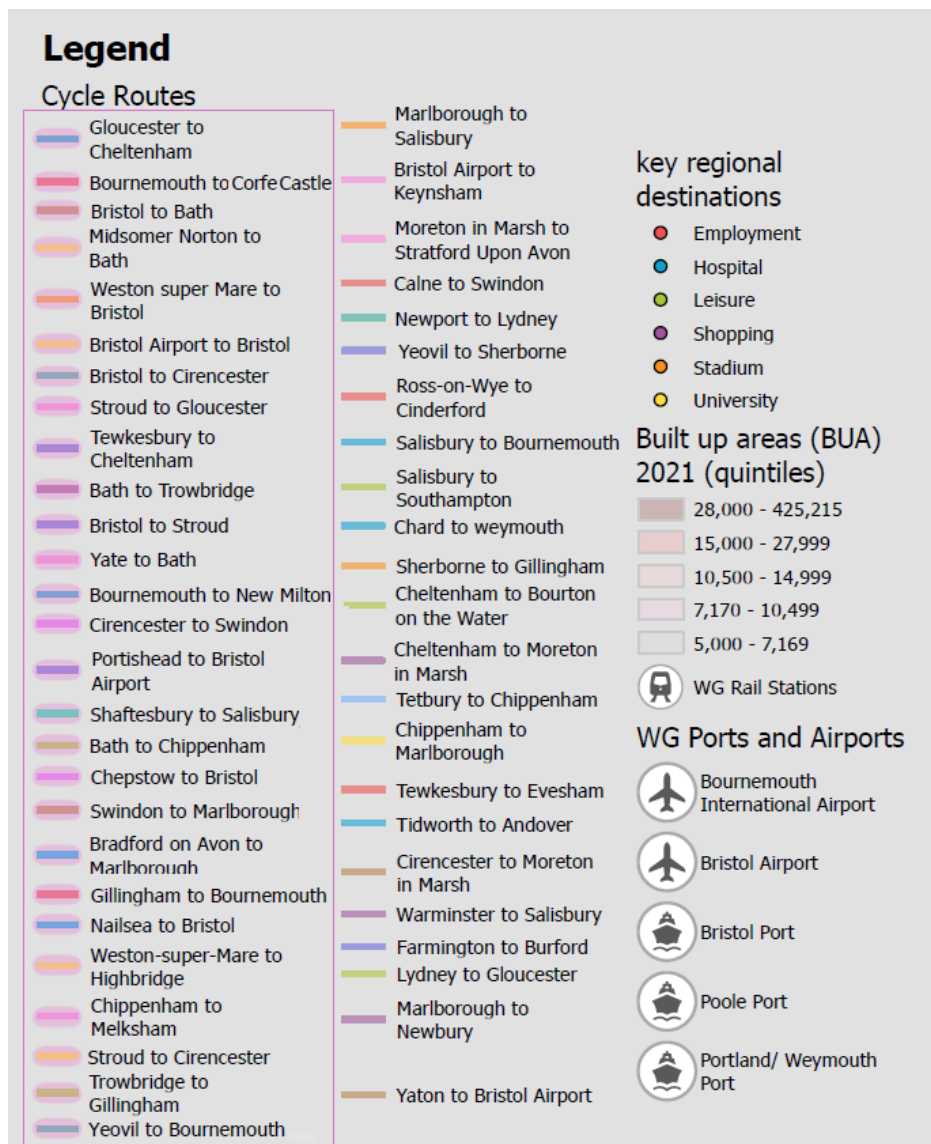 Legend
Cycle Routes
Gloucester to
Cheltenham
Bournemouth to Corfe Castle
Bristol to Bath
Midsomer Norton to
Bath
Weston super Mare to
Bristol
Bristol Airport to Bristol
Bristol to Cirencester
Stroud to Gloucester
Tewkesbury to
Cheltenham
Bath to Trowbridge
Bristol to Stroud
Yate to Bath
Bournemouth to New Milton
Cirencester to Swindon
Portishead to Bristol
Airport
Shaftesbury to Salisbury
Bath to Chippenham
Chepstow to Bristol
Swindon to Marlborough
Bradford on Avon to
Marlborough
Gillingham to Bournemouth
Nailsea to Bristol
Weston-super-Mare to
Highbridge
Chippenham to
Melksham
Stroud to Cirencester
Trowbridge to
Gillingham
Yeovil to Bournemouth
Marlborough to
Salisbury
Bristol Airport to
Keynsham
Moreton in Marsh to
Stratford Upon Avon
Calne to Swindon
Newport to Lydney
Yeovil to Sherborne
Ross-on-Wye to
Cinderford
Salisbury to Bournemouth
Salisbury to
Southampton
Chard to weymouth
Sherborne to Gillingham
Cheltenham to Bourton
on the Water
Cheltenham to Moreton
in Marsh
Tetbury to Chippenham
Chippenham to
Marlborough
Tewkesbury to Evesham
Tidworth to Andover
Cirencester to Moreton
in Marsh
Warminster to Salisbury
Farmington to Burford
Lydney to Gloucester
Marlborough to
Newbury
Yaton to Bristol Airport
key regional
destinations
Employment
Hospital
Leisure
Shopping
Stadium
University
Built up areas (BUA)
2021 (quintiles)
28,000 - 425,215
15,000 - 27,999
10,500 - 14,999
7,170 - 10,499
5,000 - 7,169
WG Rail Stations
WG Ports and Airports
Bournemouth
International Airport
Bristol Airport
Bristol Port
Poole Port
Portland/ Weymouth
Port